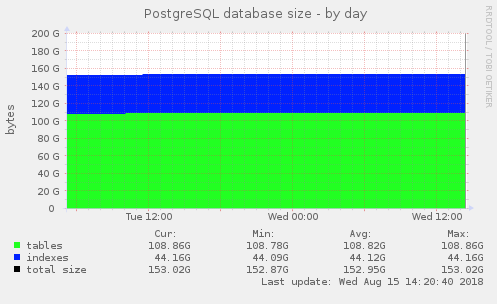 PostgreSQL database size - by day
RRDTOOL / TOBI OETIKER
bytes
200 G
180 G
160 G
140 G
120 G
100 G
80 G
60 G
40 G
20 G
0
Tue 12:00 Wed 00:00 Wed 12:00
Cur: Min: Avg: Max:
tables 108.86G 108.78G 108.82G 108.86G
indexes 44.16G 44.09G 44.12G 44.16G
total size 153.02G 152.87G 152.95G 153.02G
Last update: Wed Aug 15 14:20:40 2018